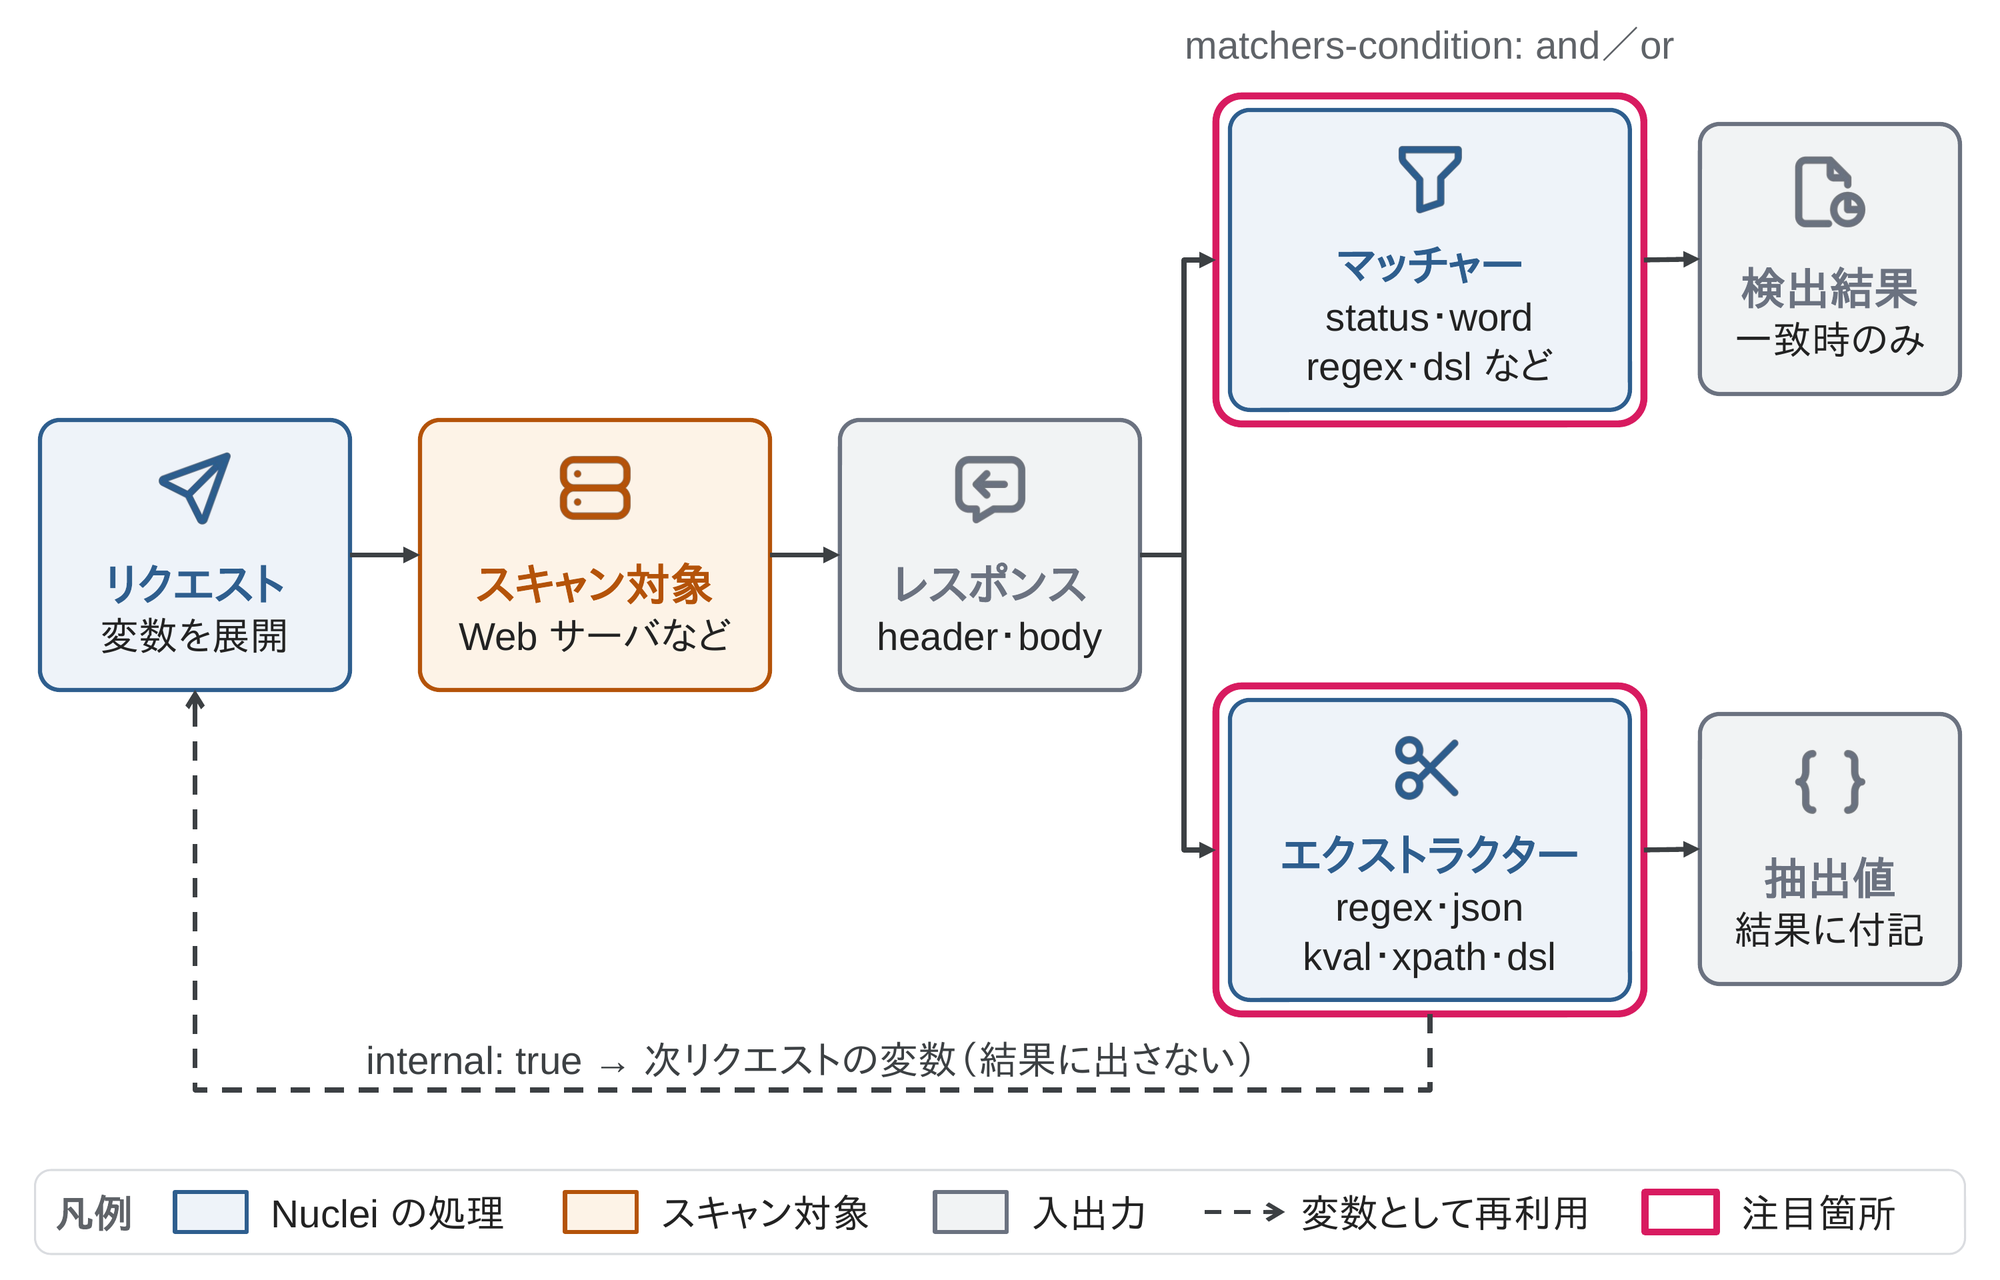 matchers-condition: and／or
マッチャー
status・word
regex・dsl など
検出結果
一致時のみ
リクエスト
変数を展開
スキャン対象
Web サーバなど
レスポンス
header・body
エクストラクター
regex・json
kval・xpath・dsl
抽出値
結果に付記
internal: true → 次リクエストの変数（結果に出さない）
凡例
Nuclei の処理
スキャン対象
入出力
変数として再利用
注目箇所